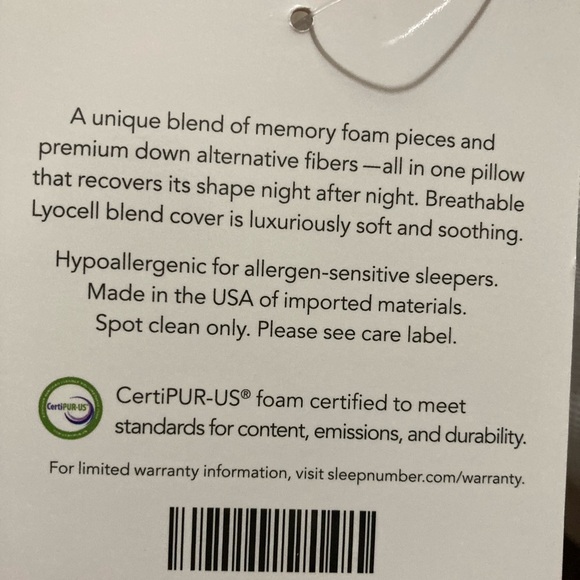 A unique blend of memory foam pieces and
premium down alternative fibers—all in one pillow
that recovers its shape night after night. Breathable
Lyocell blend cover is luxuriously soft and soothing.
Hypoallergenic for allergen-sensitive sleepers.
Made in the USA of imported materials.
Spot clean only. Please see care label.
CertiPUR-US
CertiPUR-US® foam certified to meet
standards for content, emissions, and durability.
For limited warranty information, visit sleepnumber.com/warranty.